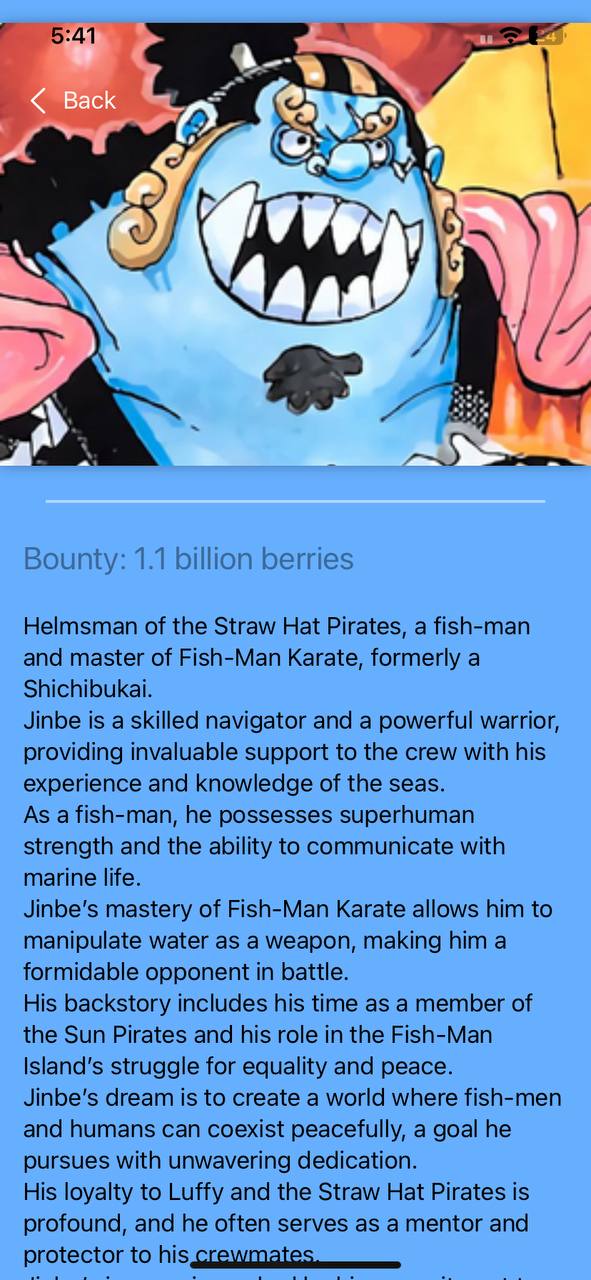 5:41
24
Back
Bounty: 1.1 billion berries
Helmsman of the Straw Hat Pirates, a fish-man
and master of Fish-Man Karate, formerly a
Shichibukai.
Jinbe is a skilled navigator and a powerful warrior,
providing invaluable support to the crew with his
experience and knowledge of the seas.
As a fish-man, he possesses superhuman
strength and the ability to communicate with
marine life.
Jinbe’s mastery of Fish-Man Karate allows him to
manipulate water as a weapon, making him a
formidable opponent in battle.
His backstory includes his time as a member of
the Sun Pirates and his role in the Fish-Man
Island’s struggle for equality and peace.
Jinbe’s dream is to create a world where fish-men
and humans can coexist peacefully, a goal he
pursues with unwavering dedication.
His loyalty to Luffy and the Straw Hat Pirates is
profound, and he often serves as a mentor and
protector to his crewmates.